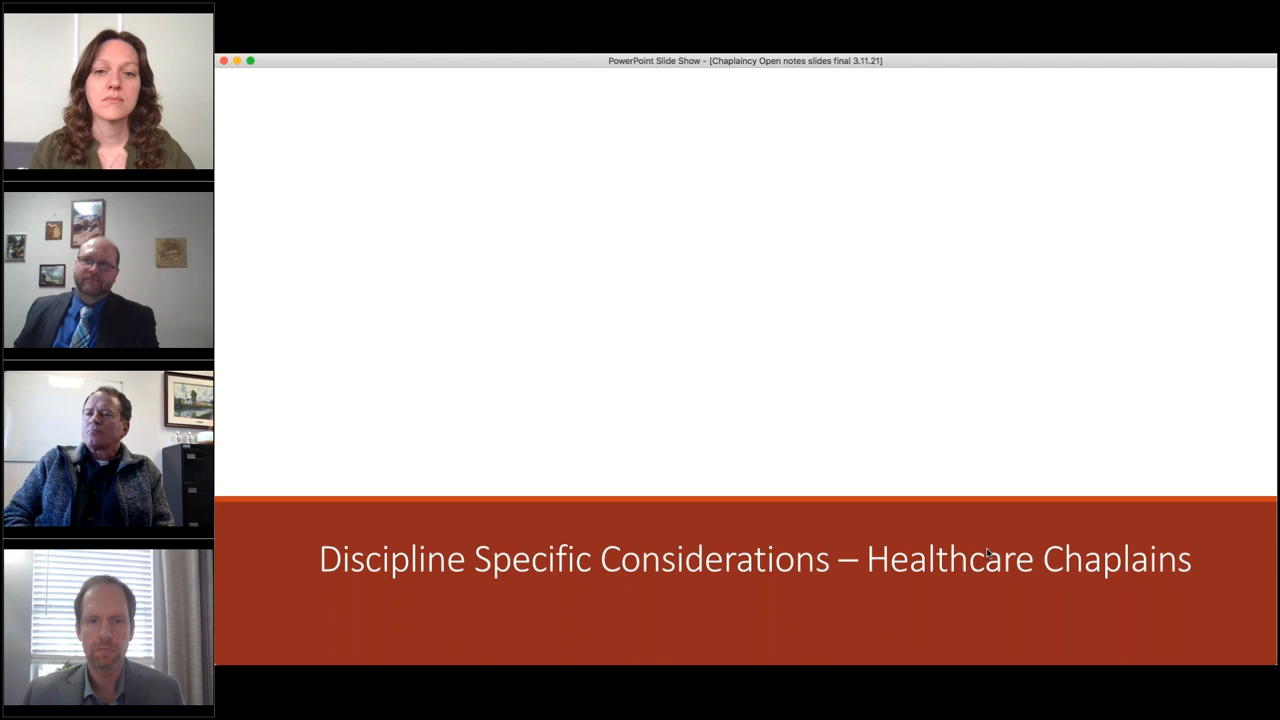 PowerPoint Slide Show - [Chaplaincy Open notes slides final 3.11.21]
Discipline Specific Considerations – Healthcare Chaplains